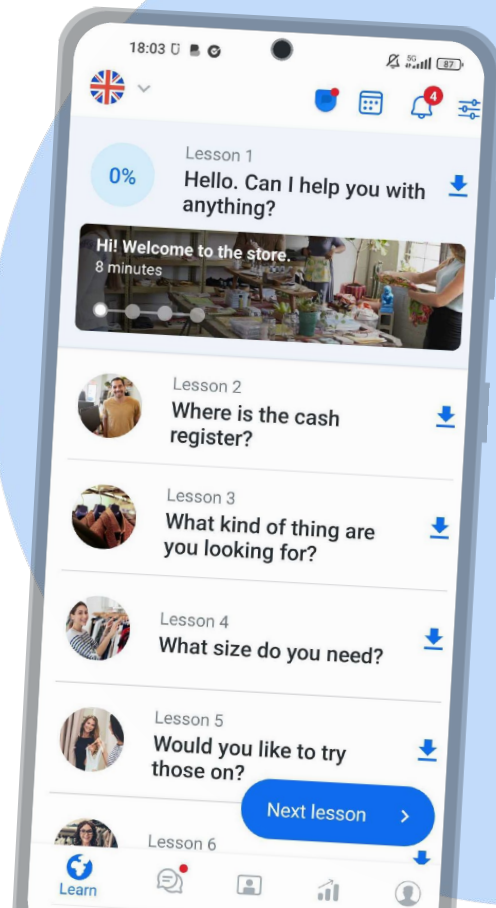 18:03
5G
87
4
0%
Lesson 1
Hello. Can I help you with
anything?
Hi! Welcome to the store.
8 minutes
Lesson 2
Where is the cash
register?
Lesson 3
What kind of thing are
you looking for?
Lesson 4
What size do you need?
Lesson 5
Would you like to try
those on?
Next lesson
Lesson 6
Learn